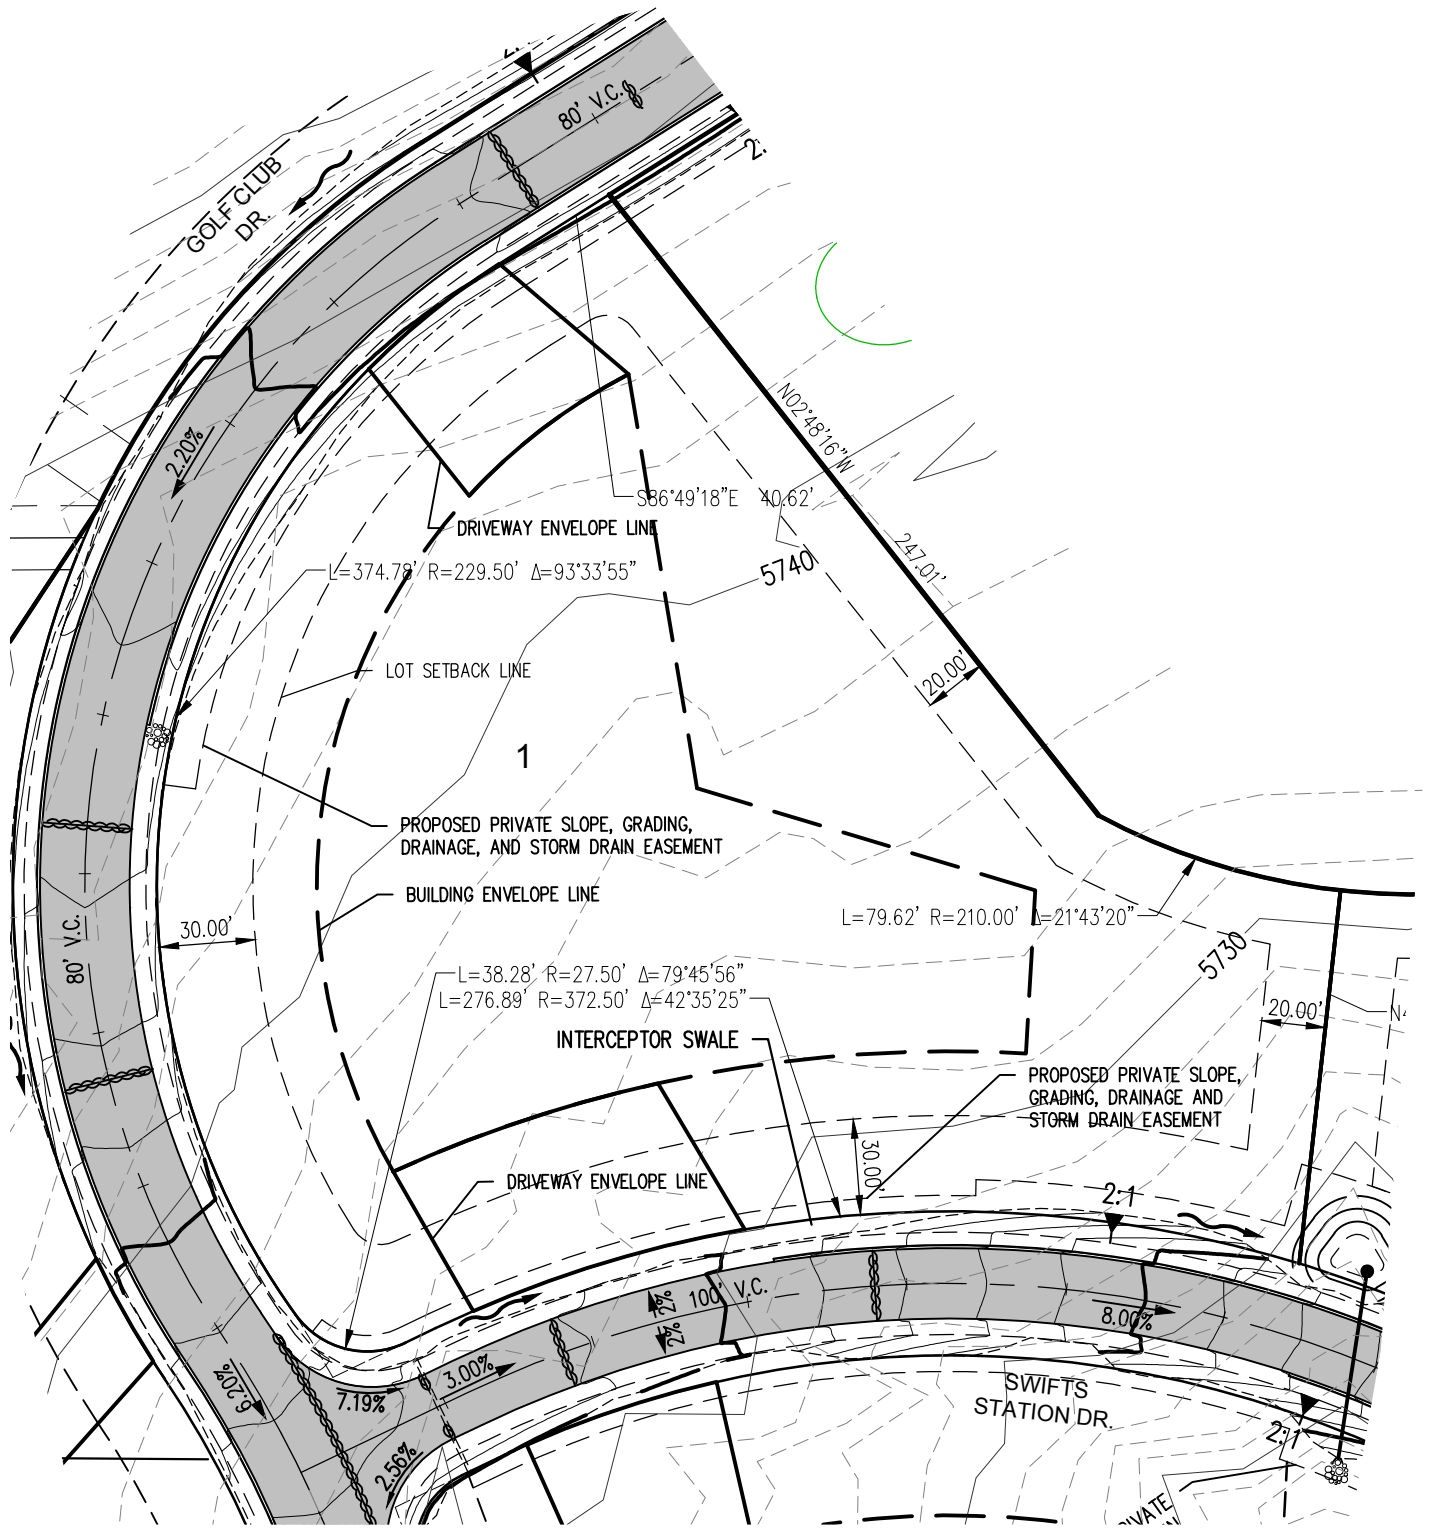 80' V.C.
2:
GOLF CLUB
DR.
2.20%
N02°48'16"W
247.01'
S86°49'18"E 40.62'
DRIVEWAY ENVELOPE LINE
5740
L=374.78' R=229.50' Δ=93°33'55"
LOT SETBACK LINE
20.00'
1
PROPOSED PRIVATE SLOPE, GRADING,
DRAINAGE, AND STORM DRAIN EASEMENT
BUILDING ENVELOPE LINE
L=79.62' R=210.00' Δ=21°43'20"
30.00'
80' V.C.
5730
L=38.28' R=27.50' Δ=79°45'56"
L=276.89' R=372.50' Δ=42°35'25"
20.00'
INTERCEPTOR SWALE
PROPOSED PRIVATE SLOPE,
GRADING, DRAINAGE AND
STORM DRAIN EASEMENT
30.00'
DRIVEWAY ENVELOPE LINE
2:1
2%
2%
100' V.C.
8.00%
3.00%
6.20%
7.19%
SWIFTS
STATION DR.
2:1
2.56%